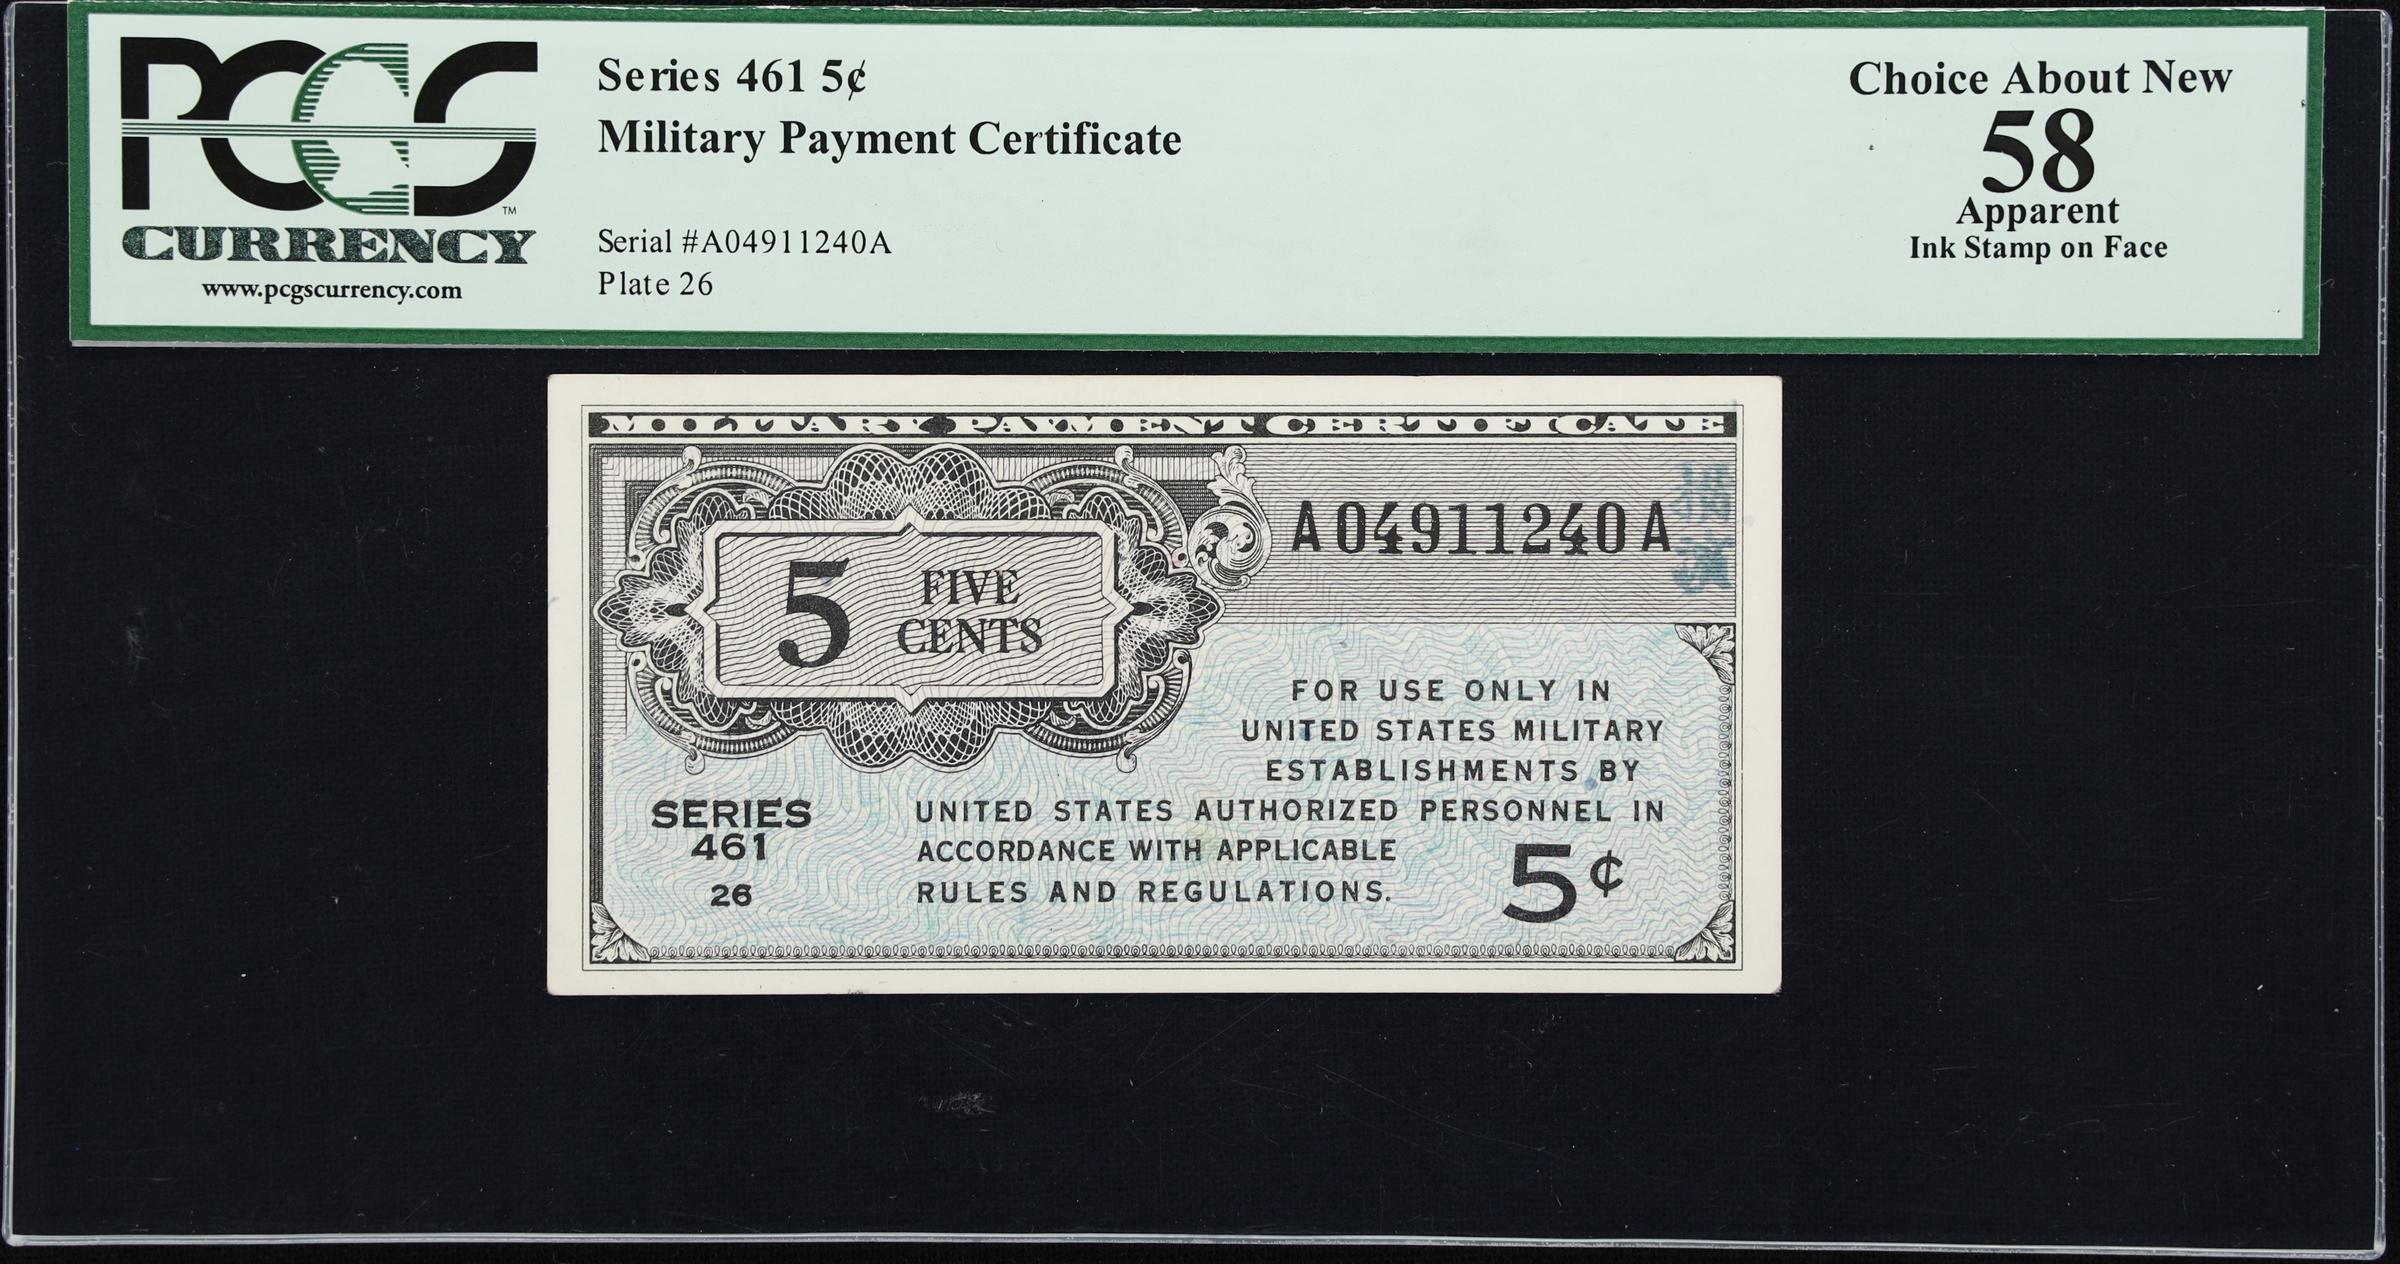 PCGS
TM
CURRENCY
www.pcgscurrency.com
Series 461 5¢
Military Payment Certificate
Serial #A04911240A
Plate 26
Choice About New
58
Apparent
Ink Stamp on Face
MILITARY PAYMENT CERTIFICATE
A04911240A
5 FIVE
CENTS
FOR USE ONLY IN
UNITED STATES MILITARY
ESTABLISHMENTS BY
UNITED STATES AUTHORIZED PERSONNEL IN
ACCORDANCE WITH APPLICABLE
RULES AND REGULATIONS.
SERIES
461
26
5¢